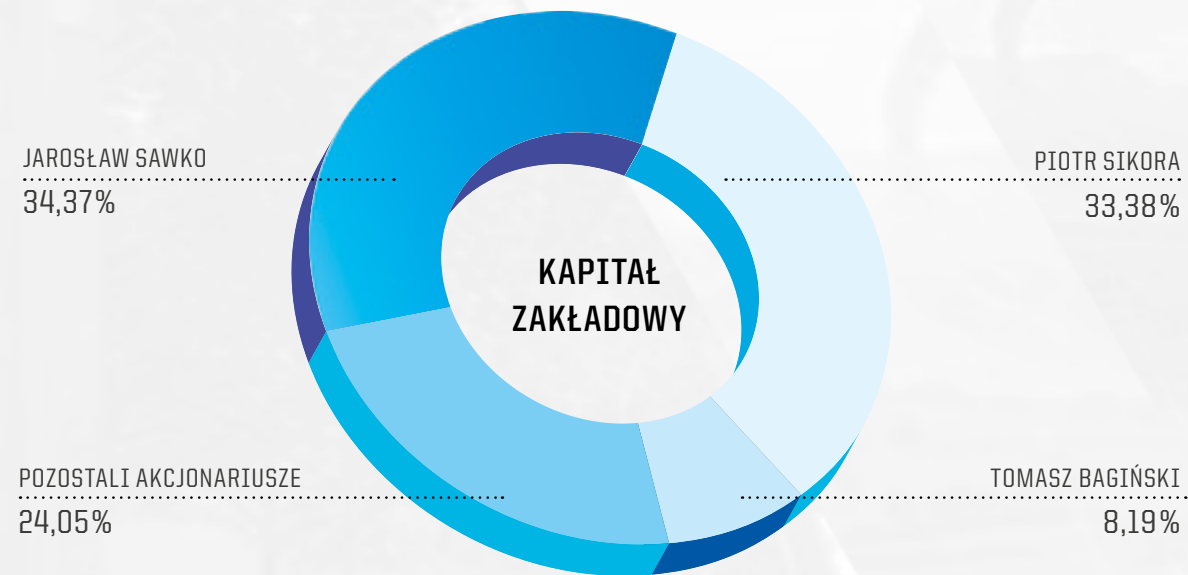 JAROSŁAW SAWKO
34,37%
PIOTR SIKORA
33,38%
KAPITAŁ
ZAKŁADOWY
POZOSTALI AKCJONARIUSZE
24,05%
TOMASZ BAGIŃSKI
8,19%